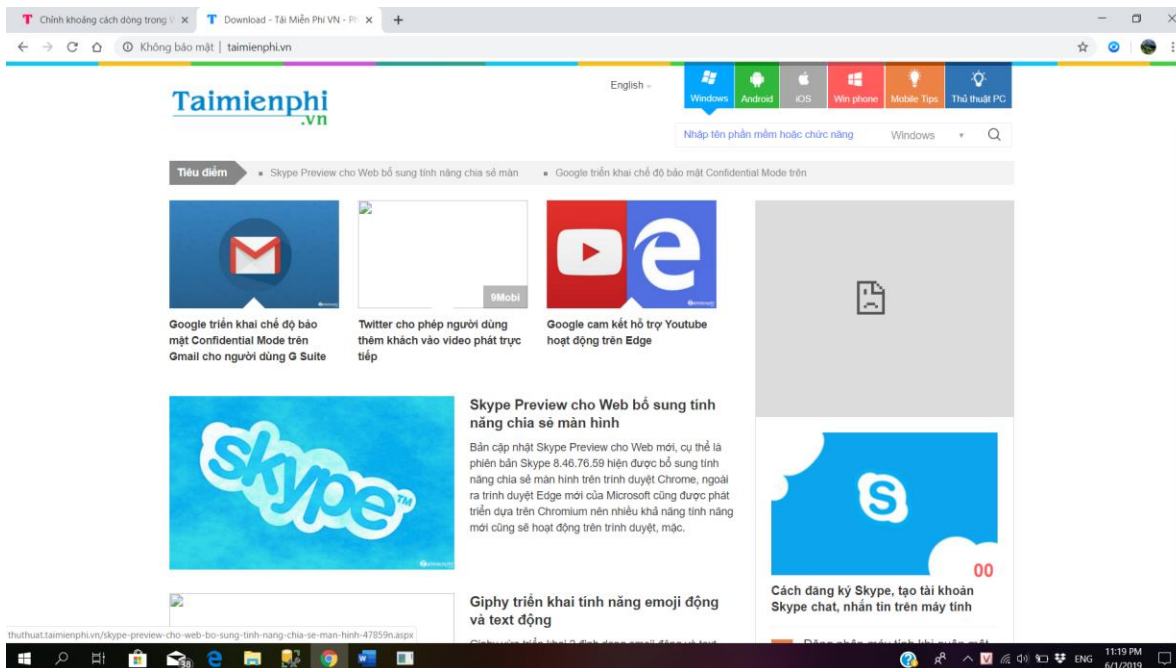 Chỉnh khoảng cách dòng trong V
Download - Tải Miễn Phí VN - Ph
Không bảo mật | taimienphi.vn
Taimienphi
.vn
English
Windows
Android
iOS
Win phone
Mobile Tips
Thủ thuật PC
Nhập tên phần mềm hoặc chức năng
Windows
Tiêu điểm
Skype Preview cho Web bổ sung tính năng chia sẻ màn
Google triển khai chế độ bảo mật Confidential Mode trên
9Mobi
Google triển khai chế độ bảo
mật Confidential Mode trên
Gmail cho người dùng G Suite
Twitter cho phép người dùng
thêm khách vào video phát trực
tiếp
Google cam kết hỗ trợ Youtube
hoạt động trên Edge
skype™
Skype Preview cho Web bổ sung tính
năng chia sẻ màn hình
Bản cập nhật Skype Preview cho Web mới, cụ thể là
phiên bản Skype 8.46.76.59 hiện được bổ sung tính
năng chia sẻ màn hình trên trình duyệt Chrome, ngoài
ra trình duyệt Edge mới của Microsoft cũng được phát
triển dựa trên Chromium nên nhiều khả năng tính năng
mới cũng sẽ hoạt động trên trình duyệt, mặc.
S
00
Cách đăng ký Skype, tạo tài khoản
Skype chat, nhắn tin trên máy tính
Giphy triển khai tính năng emoji động
và text động
thuthuat.taimienphi.vn/skype-preview-cho-web-bo-sung-tinh-nang-chia-se-man-hinh-47859n.aspx
38
ENG
11:19 PM
6/1/2019